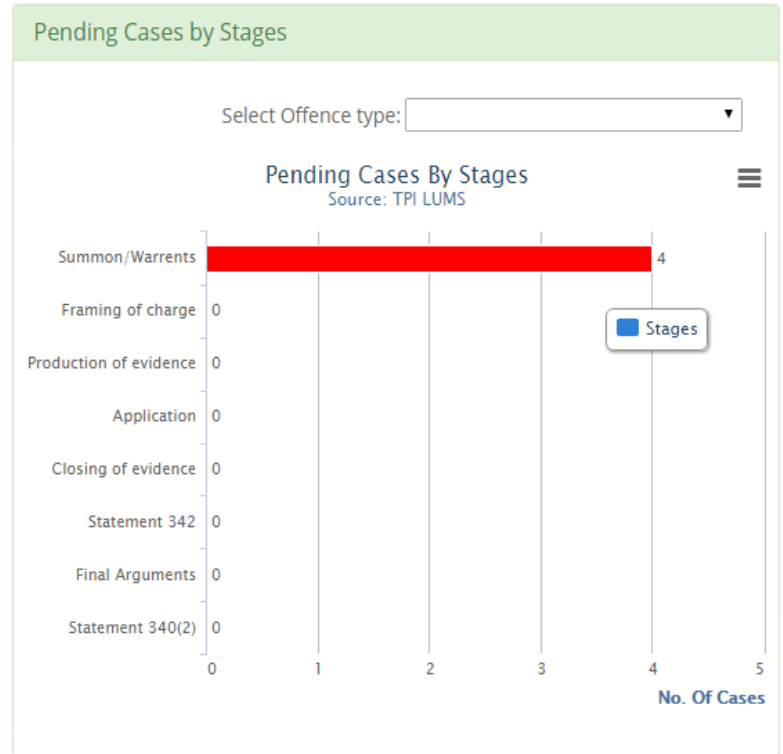 Pending Cases by Stages
Select Offence type:
Pending Cases By Stages
Source: TPI LUMS
Summon/Warrents 4
Framing of charge 0
Stages
Production of evidence 0
Application 0
Closing of evidence 0
Statement 342 0
Final Arguments 0
Statement 340(2) 0
0 1 2 3 4 5
No. Of Cases